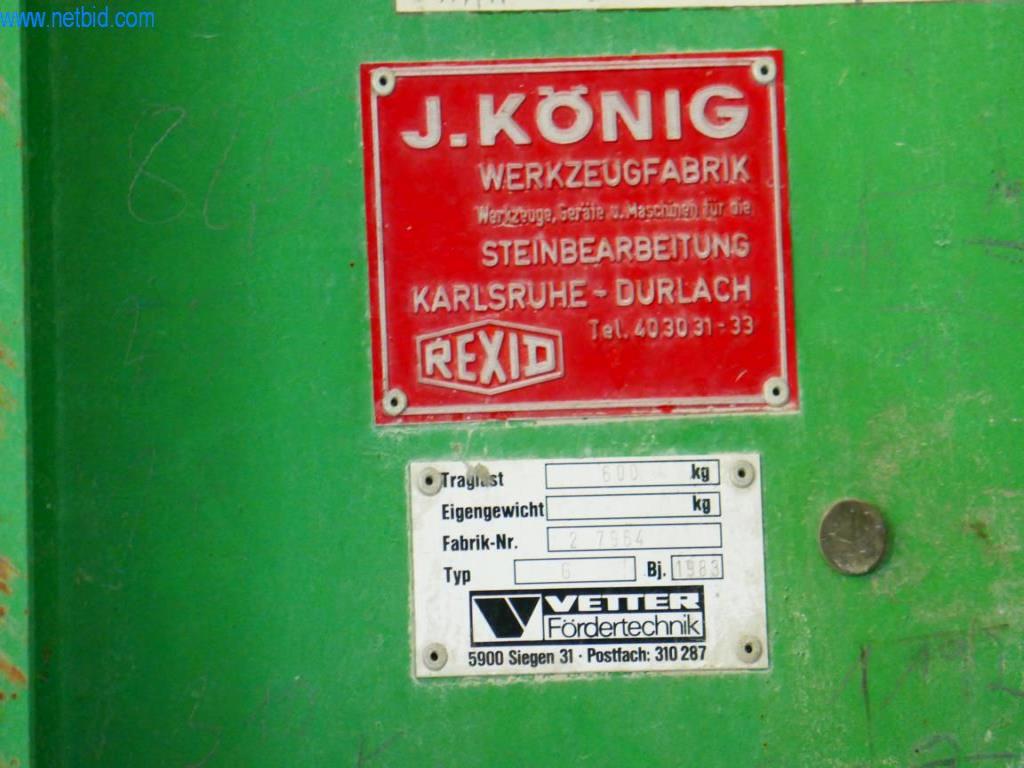 www.netbid.com
J. KÖNIG
WERKZEUGFABRIK
Werkzeuge, Geräte u. Maschinen für die
STEINBEARBEITUNG
KARLSRUHE - DURLACH
Tel. 40 30 31 - 33
REXID
Traglast 600 kg
Eigengewicht kg
Fabrik-Nr. 2 7964
Typ G Bj. 1983
VETTER
Fördertechnik
5900 Siegen 31 · Postfach: 310 287